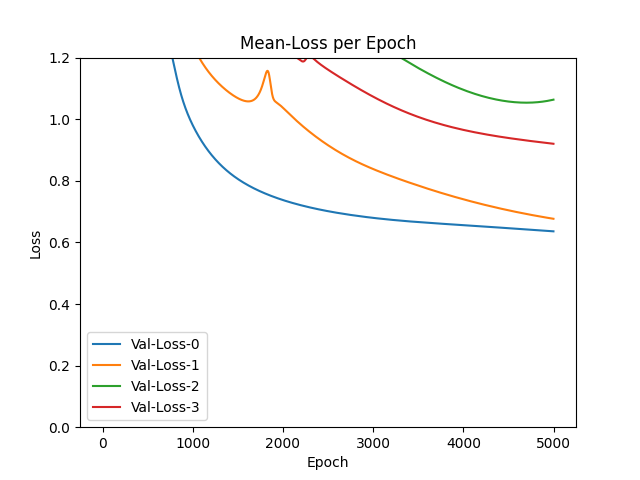 Mean-Loss per Epoch
1.2
1.0
0.8
0.6
0.4
0.2
0.0
Loss
Val-Loss-0
Val-Loss-1
Val-Loss-2
Val-Loss-3
0 1000 2000 3000 4000 5000
Epoch